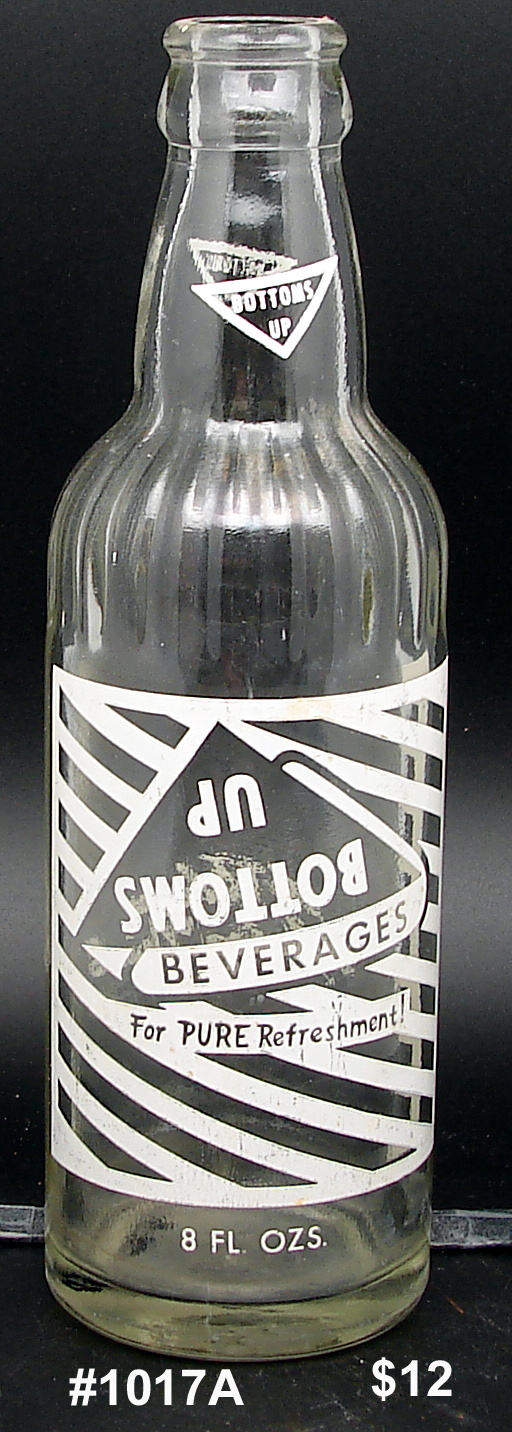 BOTTOMS
UP
UP
BOTTOMS
BEVERAGES
For PURE Refreshment!
8 FL. OZS.
#1017A
$12